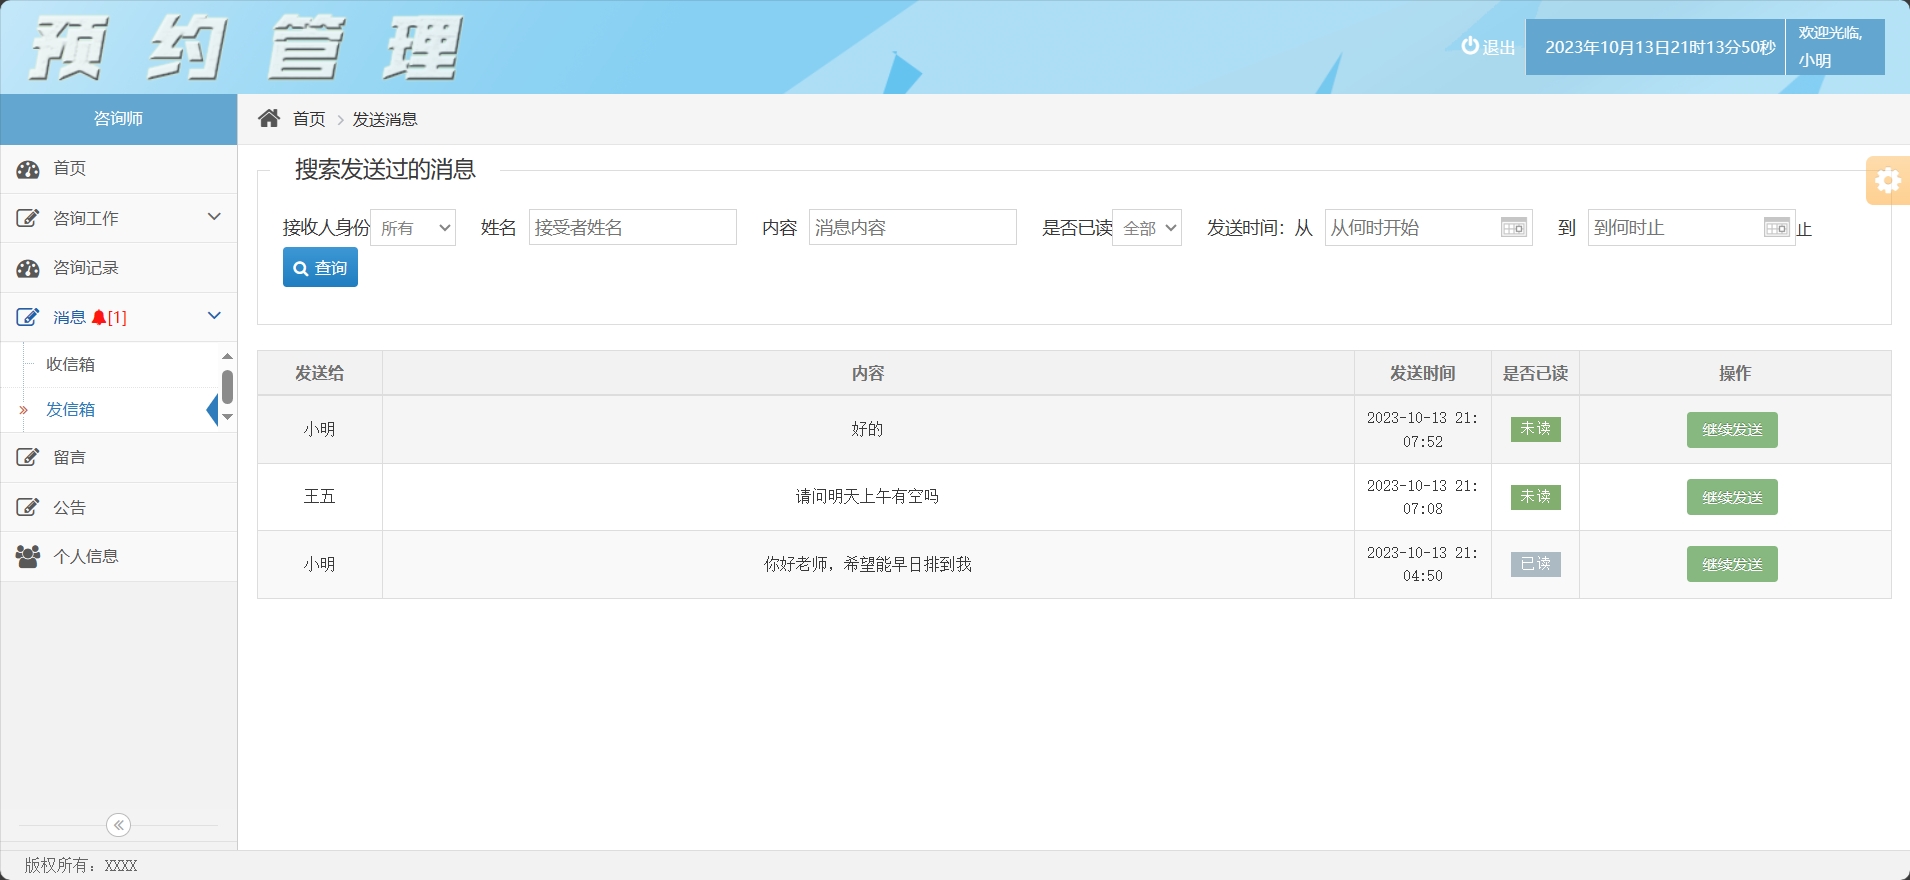 预 约 管 理
退出
2023年10月13日21时13分50秒
欢迎光临,
小明
咨询师
首页
咨询工作
咨询记录
消息 [1]
收信箱
发信箱
留言
公告
个人信息
首页 > 发送消息
搜索发送过的消息
接收人身份 所有 姓名 接受者姓名 内容 消息内容 是否已读 全部 发送时间：从 从何时开始 到 到何时止 止
查询
发送给 内容 发送时间 是否已读 操作
小明 好的 2023-10-13 21:
07:52 未读 继续发送
王五 请问明天上午有空吗 2023-10-13 21:
07:08 未读 继续发送
小明 你好老师，希望能早日排到我 2023-10-13 21:
04:50 已读 继续发送
版权所有：XXXX